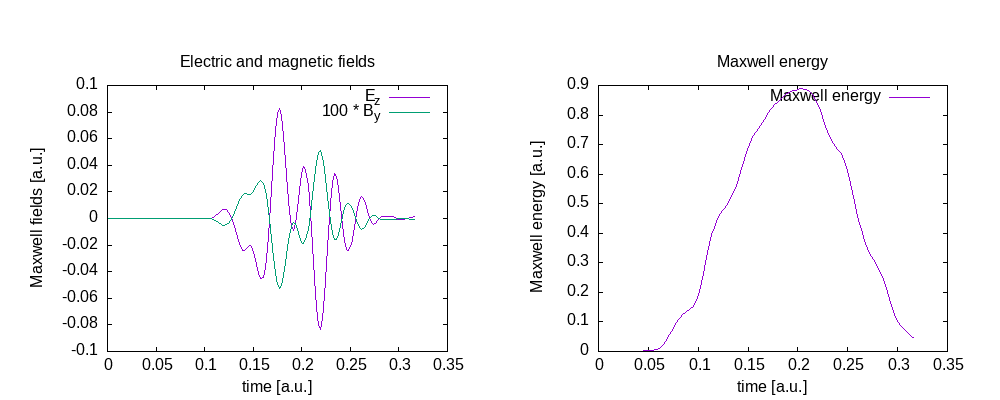 Electric and magnetic fields
0.1
0.08
0.06
0.04
0.02
0
-0.02
-0.04
-0.06
-0.08
-0.1
0 0.05 0.1 0.15 0.2 0.25 0.3 0.35
Maxwell fields [a.u.]
time [a.u.]
E_z
100 * B_y
Maxwell energy
0.9
0.8
0.7
0.6
0.5
0.4
0.3
0.2
0.1
0
0 0.05 0.1 0.15 0.2 0.25 0.3 0.35
Maxwell energy [a.u.]
time [a.u.]
Maxwell energy